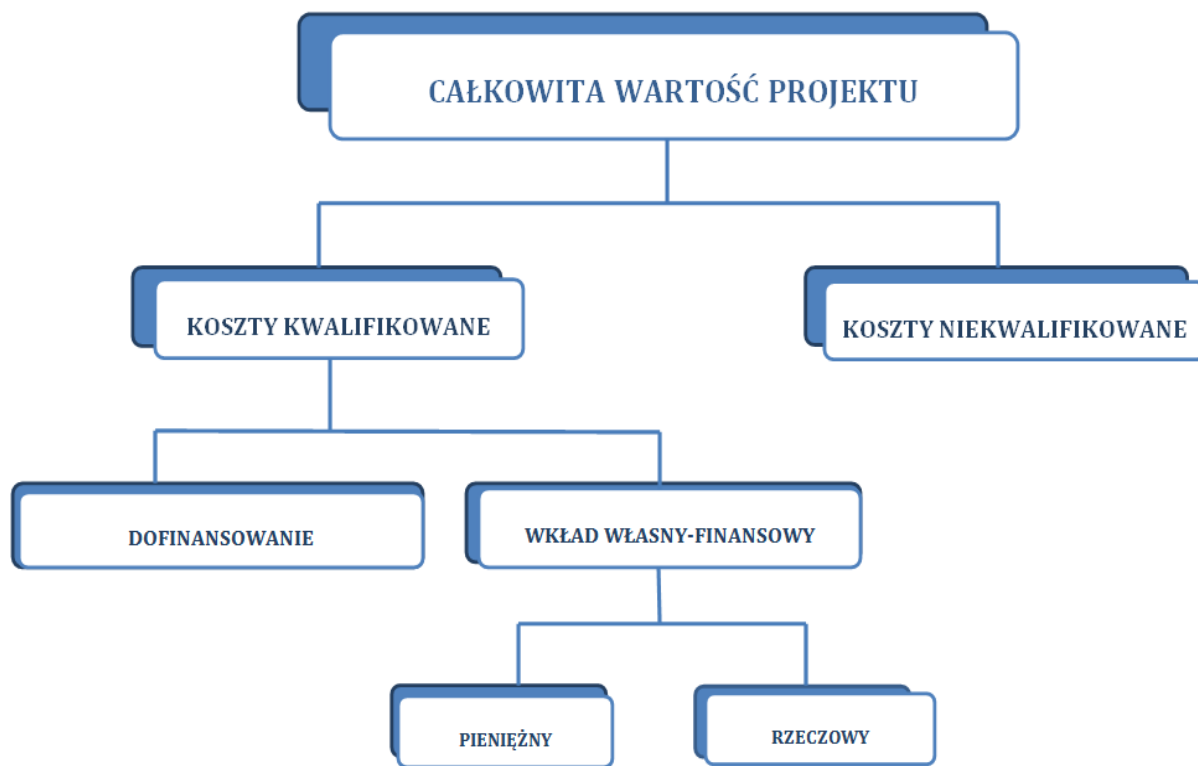 CAŁKOWITA WARTOŚĆ PROJEKTU
KOSZTY KWALIFIKOWANE
KOSZTY NIEKWALIFIKOWANE
DOFINANSOWANIE
WKŁAD WŁASNY-FINANSOWY
PIENIĘŻNY
RZECZOWY